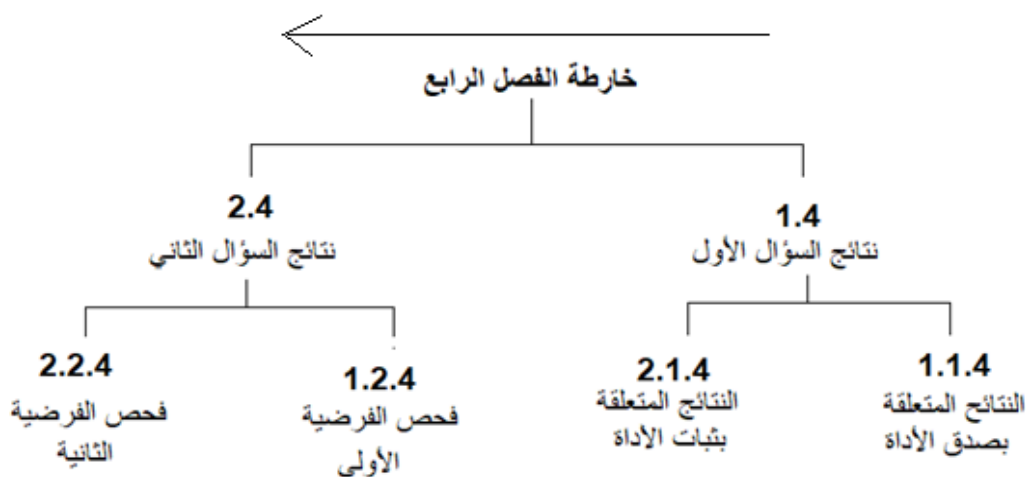 خارطة الفصل الرابع
1.4
نتائج السؤال الأول
2.4
نتائج السؤال الثاني
1.1.4
النتائح المتعلقة
بصدق الأداة
2.1.4
النتائج المتعلقة
بثبات الأداة
1.2.4
فحص الفرضية
الأولى
2.2.4
فحص الفرضية
الثانية